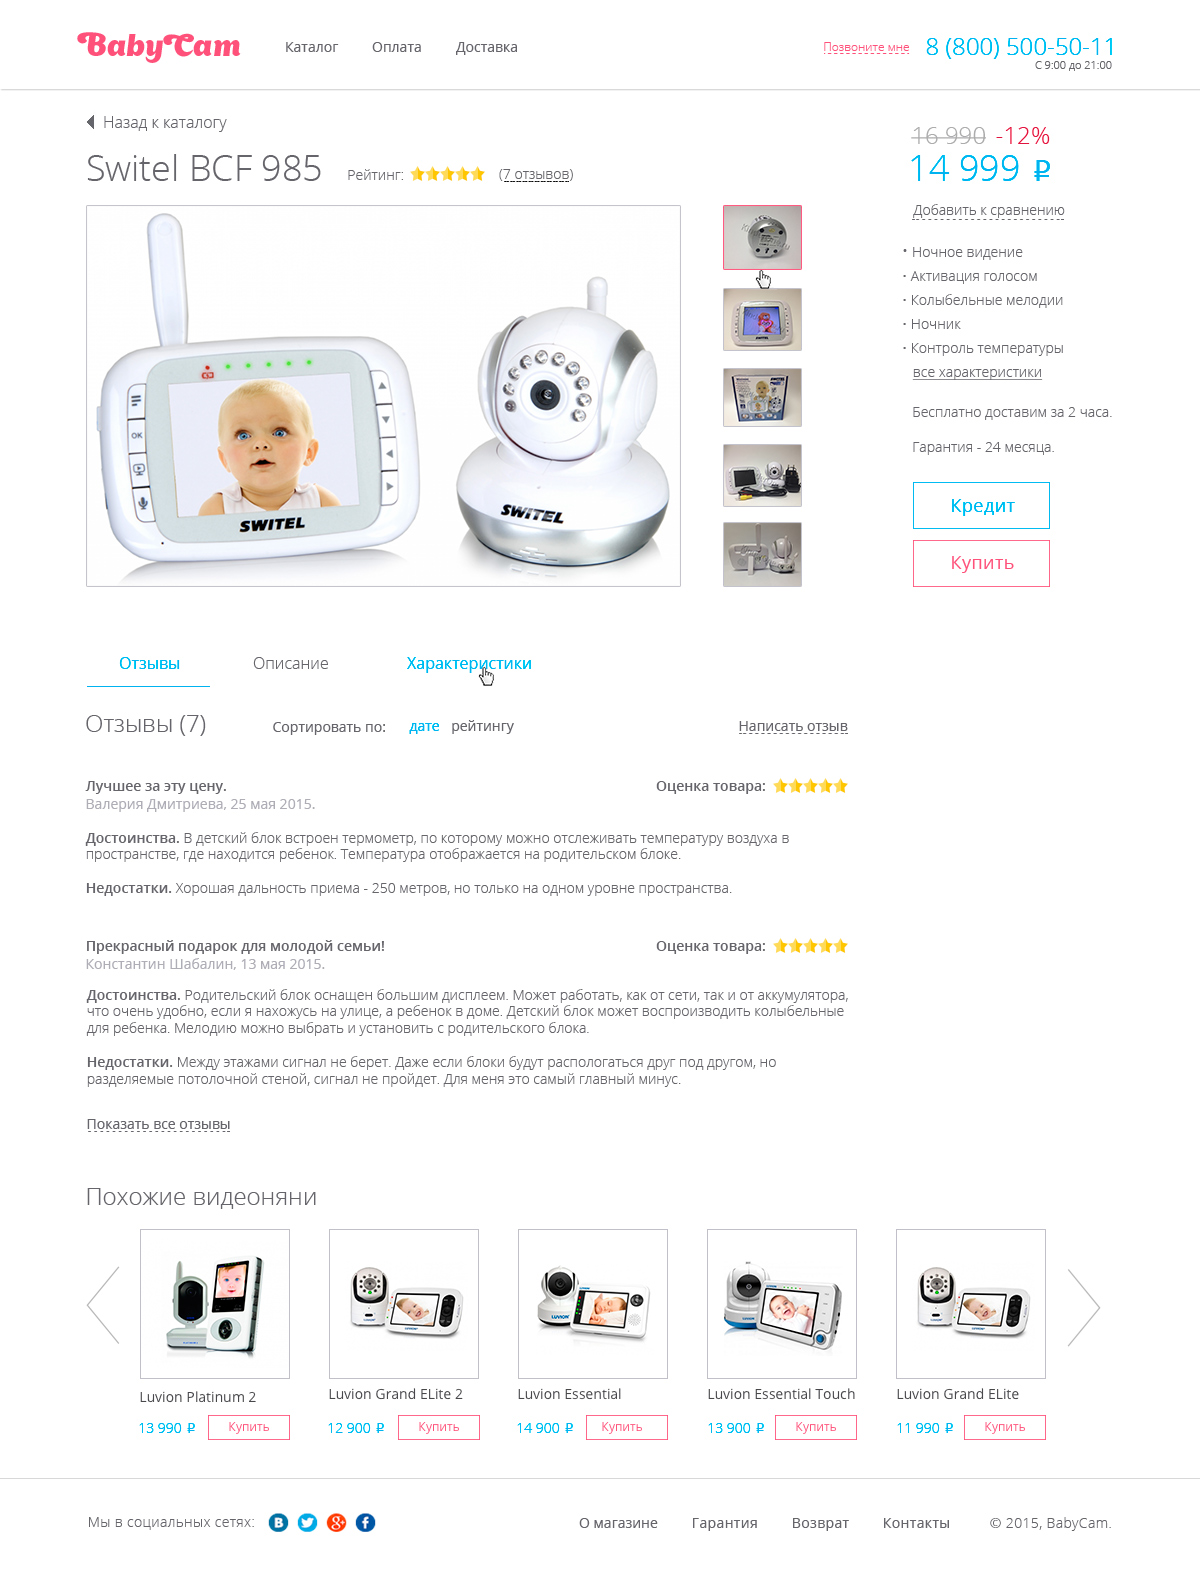 BabyCam
Каталог
Оплата
Доставка
Позвоните мне
8 (800) 500-50-11
С 9:00 до 21:00
Назад к каталогу
Switel BCF 985
Рейтинг:
(7 отзывов)
16 990 -12%
14 999 ₽
Добавить к сравнению
OK
SWITEL
SWITEL
SWITEL
· Ночное видение
· Активация голосом
· Колыбельные мелодии
· Ночник
· Контроль температуры
все характеристики
Бесплатно доставим за 2 часа.
Гарантия - 24 месяца.
Кредит
Купить
Отзывы
Описание
Характеристики
Отзывы (7)
Сортировать по:
дате
рейтингу
Написать отзыв
Лучшее за эту цену.
Оценка товара:
Валерия Дмитриева, 25 мая 2015.
Достоинства. В детский блок встроен термометр, по которому можно отслеживать температуру воздуха в
пространстве, где находится ребенок. Температура отображается на родительском блоке.
Недостатки. Хорошая дальность приема - 250 метров, но только на одном уровне пространства.
Прекрасный подарок для молодой семьи!
Оценка товара:
Константин Шабалин, 13 мая 2015.
Достоинства. Родительский блок оснащен большим дисплеем. Может работать, как от сети, так и от аккумулятора,
что очень удобно, если я нахожусь на улице, а ребенок в доме. Детский блок может воспроизводить колыбельные
для ребенка. Мелодию можно выбрать и установить с родительского блока.
Недостатки. Между этажами сигнал не берет. Даже если блоки будут распологаться друг под другом, но
разделяемые потолочной стеной, сигнал не пройдет. Для меня это самый главный минус.
Показать все отзывы
Похожие видеоняни
LUVION
LUVION
LUVION
LUVION
Luvion Platinum 2
Luvion Grand ELite 2
Luvion Essential
Luvion Essential Touch
Luvion Grand ELite
13 990 ₽
Купить
12 900 ₽
Купить
14 900 ₽
Купить
13 900 ₽
Купить
11 990 ₽
Купить
Мы в социальных сетях:
О магазине
Гарантия
Возврат
Контакты
© 2015, BabyCam.